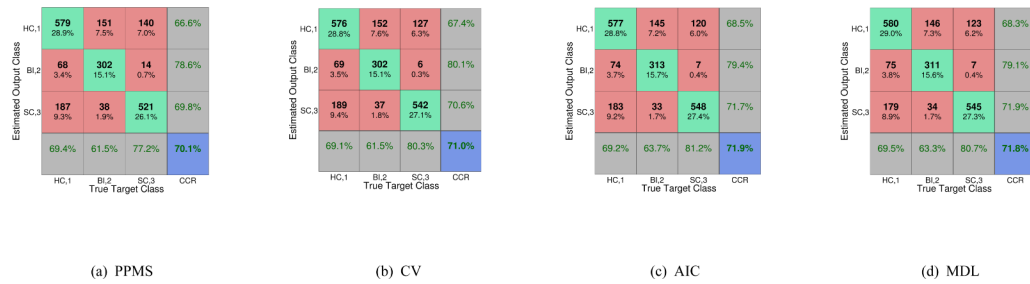 HC,1
579
28.9%
151
7.5%
140
7.0%
66.6%
BI,2
68
3.4%
302
15.1%
14
0.7%
78.6%
SC,3
187
9.3%
38
1.9%
521
26.1%
69.8%
69.4%
61.5%
77.2%
70.1%
HC,1
BI,2
SC,3
CCR
True Target Class
Estimated Output Class
(a) PPMS
HC,1
576
28.8%
152
7.6%
127
6.3%
67.4%
BI,2
69
3.5%
302
15.1%
6
0.3%
80.1%
SC,3
189
9.4%
37
1.8%
542
27.1%
70.6%
69.1%
61.5%
80.3%
71.0%
HC,1
BI,2
SC,3
CCR
True Target Class
Estimated Output Class
(b) CV
HC,1
577
28.8%
145
7.2%
120
6.0%
68.5%
BI,2
74
3.7%
313
15.7%
7
0.4%
79.4%
SC,3
183
9.2%
33
1.7%
548
27.4%
71.7%
69.2%
63.7%
81.2%
71.9%
HC,1
BI,2
SC,3
CCR
True Target Class
Estimated Output Class
(c) AIC
HC,1
580
29.0%
146
7.3%
123
6.2%
68.3%
BI,2
75
3.8%
311
15.6%
7
0.4%
79.1%
SC,3
179
8.9%
34
1.7%
545
27.3%
71.9%
69.5%
63.3%
80.7%
71.8%
HC,1
BI,2
SC,3
CCR
True Target Class
Estimated Output Class
(d) MDL